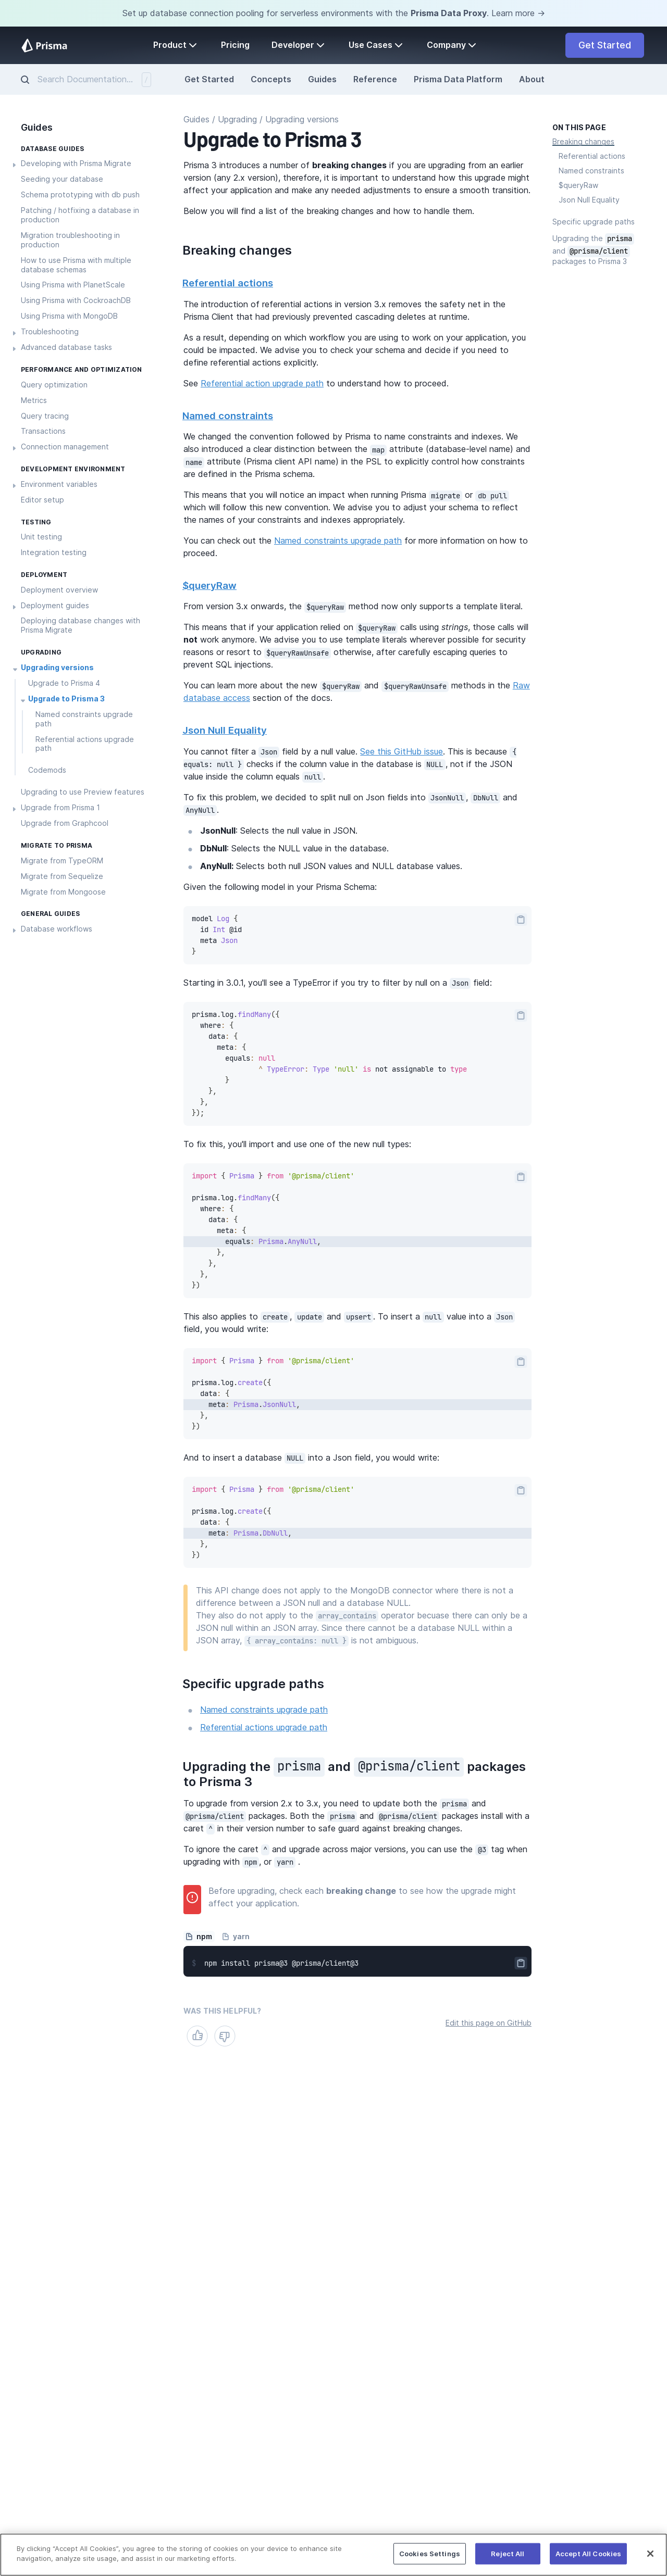 Set up database connection pooling for serverless environments with the Prisma Data Proxy. Learn more →
Prisma
Product
Pricing
Developer
Use Cases
Company
Get Started
Search Documentation...
/
Get Started
Concepts
Guides
Reference
Prisma Data Platform
About
Guides
DATABASE GUIDES
Developing with Prisma Migrate
Seeding your database
Schema prototyping with db push
Patching / hotfixing a database in
production
Migration troubleshooting in
production
How to use Prisma with multiple
database schemas
Using Prisma with PlanetScale
Using Prisma with CockroachDB
Using Prisma with MongoDB
Troubleshooting
Advanced database tasks
PERFORMANCE AND OPTIMIZATION
Query optimization
Metrics
Query tracing
Transactions
Connection management
DEVELOPMENT ENVIRONMENT
Environment variables
Editor setup
TESTING
Unit testing
Integration testing
DEPLOYMENT
Deployment overview
Deployment guides
Deploying database changes with
Prisma Migrate
UPGRADING
Upgrading versions
Upgrade to Prisma 4
Upgrade to Prisma 3
Named constraints upgrade
path
Referential actions upgrade
path
Codemods
Upgrading to use Preview features
Upgrade from Prisma 1
Upgrade from Graphcool
MIGRATE TO PRISMA
Migrate from TypeORM
Migrate from Sequelize
Migrate from Mongoose
GENERAL GUIDES
Database workflows
Guides / Upgrading / Upgrading versions
Upgrade to Prisma 3
Prisma 3 introduces a number of breaking changes if you are upgrading from an earlier
version (any 2.x version), therefore, it is important to understand how this upgrade might
affect your application and make any needed adjustments to ensure a smooth transition.
Below you will find a list of the breaking changes and how to handle them.
Breaking changes
Referential actions
The introduction of referential actions in version 3.x removes the safety net in the
Prisma Client that had previously prevented cascading deletes at runtime.
As a result, depending on which workflow you are using to work on your application, you
could be impacted. We advise you to check your schema and decide if you need to
define referential actions explicitly.
See Referential action upgrade path to understand how to proceed.
Named constraints
We changed the convention followed by Prisma to name constraints and indexes. We
also introduced a clear distinction between the map attribute (database-level name) and
name attribute (Prisma client API name) in the PSL to explicitly control how constraints
are defined in the Prisma schema.
This means that you will notice an impact when running Prisma migrate or db pull
which will follow this new convention. We advise you to adjust your schema to reflect
the names of your constraints and indexes appropriately.
You can check out the Named constraints upgrade path for more information on how to
proceed.
$queryRaw
From version 3.x onwards, the $queryRaw method now only supports a template literal.
This means that if your application relied on $queryRaw calls using strings, those calls will
not work anymore. We advise you to use template literals whereever possible for security
reasons or resort to $queryRawUnsafe otherwise, after carefully escaping queries to
prevent SQL injections.
You can learn more about the new $queryRaw and $queryRawUnsafe methods in the Raw
database access section of the docs.
Json Null Equality
You cannot filter a Json field by a null value. See this GitHub issue. This is because {
equals: null } checks if the column value in the database is NULL, not if the JSON
value inside the column equals null.
To fix this problem, we decided to split null on Json fields into JsonNull, DbNull and
AnyNull.
JsonNull: Selects the null value in JSON.
DbNull: Selects the NULL value in the database.
AnyNull: Selects both null JSON values and NULL database values.
Given the following model in your Prisma Schema:
model Log {
id Int @id
meta Json
}
Starting in 3.0.1, you'll see a TypeError if you try to filter by null on a Json field:
prisma.log.findMany({
where: {
data: {
meta: {
equals: null
^ TypeError: Type 'null' is not assignable to type
}
},
},
});
To fix this, you'll import and use one of the new null types:
import { Prisma } from '@prisma/client'
prisma.log.findMany({
where: {
data: {
meta: {
equals: Prisma.AnyNull,
},
},
},
})
This also applies to create, update and upsert. To insert a null value into a Json
field, you would write:
import { Prisma } from '@prisma/client'
prisma.log.create({
data: {
meta: Prisma.JsonNull,
},
})
And to insert a database NULL into a Json field, you would write:
import { Prisma } from '@prisma/client'
prisma.log.create({
data: {
meta: Prisma.DbNull,
},
})
This API change does not apply to the MongoDB connector where there is not a
difference between a JSON null and a database NULL.
They also do not apply to the array_contains operator becuase there can only be a
JSON null within an JSON array. Since there cannot be a database NULL within a
JSON array, { array_contains: null } is not ambiguous.
Specific upgrade paths
Named constraints upgrade path
Referential actions upgrade path
Upgrading the prisma and @prisma/client packages
to Prisma 3
To upgrade from version 2.x to 3.x, you need to update both the prisma and
@prisma/client packages. Both the prisma and @prisma/client packages install with a
caret ^ in their version number to safe guard against breaking changes.
To ignore the caret ^ and upgrade across major versions, you can use the @3 tag when
upgrading with npm, or yarn .
Before upgrading, check each breaking change to see how the upgrade might
affect your application.
npm
yarn
$ npm install prisma@3 @prisma/client@3
WAS THIS HELPFUL?
Edit this page on GitHub
ON THIS PAGE
Breaking changes
Referential actions
Named constraints
$queryRaw
Json Null Equality
Specific upgrade paths
Upgrading the prisma
and @prisma/client
packages to Prisma 3
By clicking “Accept All Cookies”, you agree to the storing of cookies on your device to enhance site
navigation, analyze site usage, and assist in our marketing efforts.
Cookies Settings
Reject All
Accept All Cookies